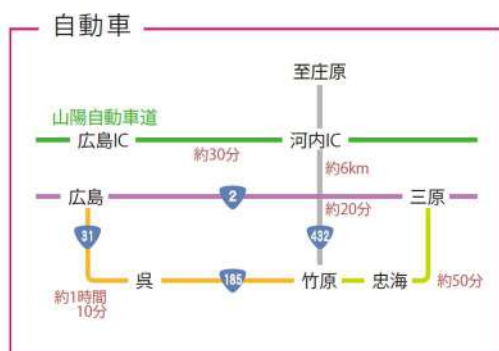 自動車
至庄原
山陽自動車道
広島IC
河内IC
約30分
約6km
広島
2
三原
約20分
31
432
呉
185
竹原
忠海
約50分
約1時間
10分